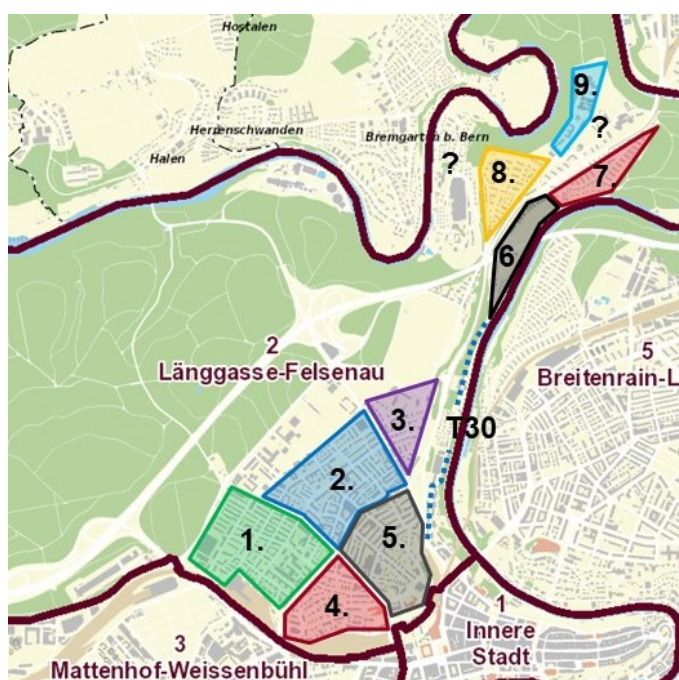 Hostalen
9.
Herrenschwanden
Bremgarten b. Bern
?
Halen
?
8.
7.
6
2
Länggasse-Felsenau
5
Breitenrain-L
3.
T30
2.
5.
1.
4.
1
Innere
Stadt
3
Mattenhof-Weissenbühl